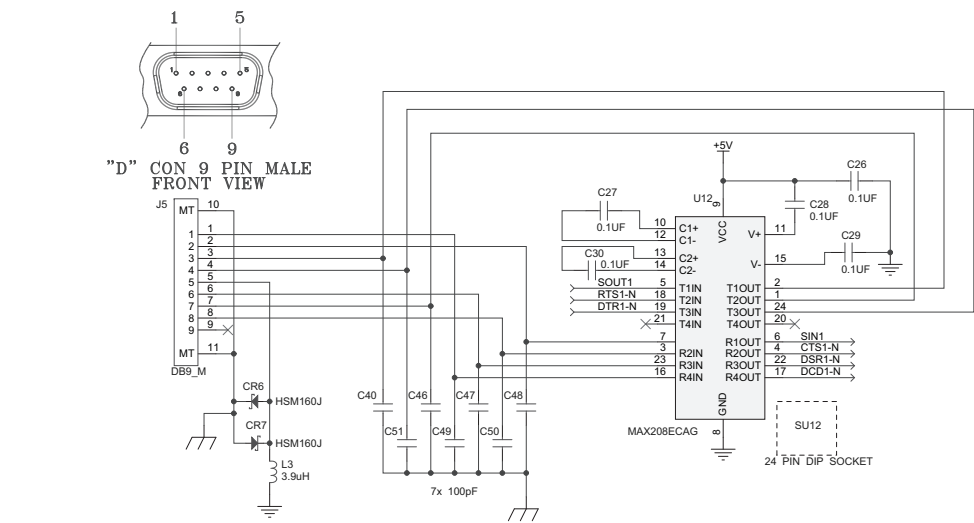 1 5
1 5
6 9
6 9
"D" CON 9 PIN MALE
FRONT VIEW
J5
MT 10
1 1
2 2
3 3
4 4
5 5
6 6
7 7
8 8
9 9
MT 11
DB9_M
CR6
HSM160J
CR7
HSM160J
L3
3.9uH
C40 C46 C47 C48
C51 C49 C50
7x 100pF
+5V
C26
0.1UF
C27
0.1UF
C28
0.1UF
C29
0.1UF
C30
0.1UF
U12
9
VCC
10 C1+
12 C1-
13 C2+
14 C2-
SOUT1 5 T1IN
RTS1-N 18 T2IN
DTR1-N 19 T3IN
21 T4IN
7
3 R2IN
23 R3IN
16 R4IN
V+ 11
V- 15
T1OUT 2
T2OUT 1
T3OUT 24
T4OUT 20
R1OUT 6 SIN1
R2OUT 4 CTS1-N
R3OUT 22 DSR1-N
R4OUT 17 DCD1-N
GND
8
MAX208ECAG
SU12
24 PIN DIP SOCKET